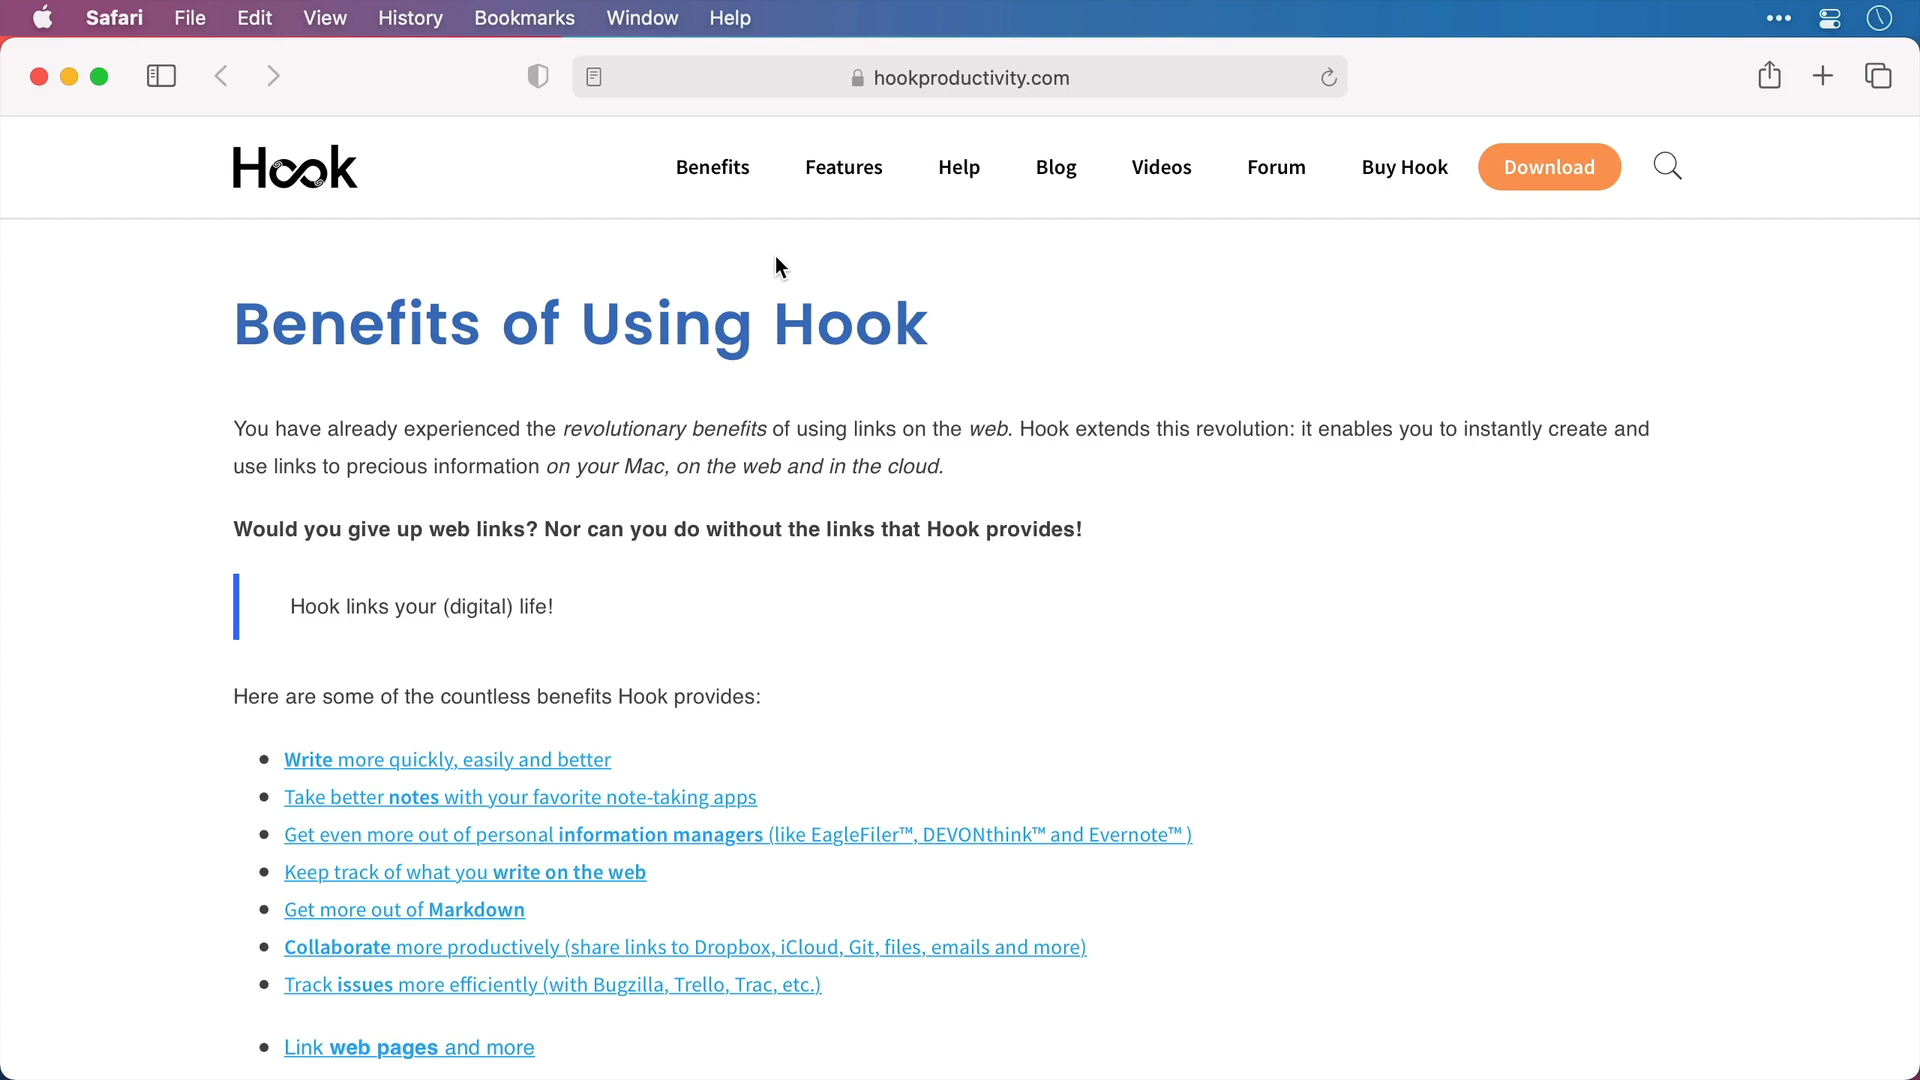 Safari File Edit View History Bookmarks Window Help
hookproductivity.com
Hook Benefits Features Help Blog Videos Forum Buy Hook Download
Benefits of Using Hook
You have already experienced the revolutionary benefits of using links on the web. Hook extends this revolution: it enables you to instantly create and
use links to precious information on your Mac, on the web and in the cloud.
Would you give up web links? Nor can you do without the links that Hook provides!
Hook links your (digital) life!
Here are some of the countless benefits Hook provides:
Write more quickly, easily and better
Take better notes with your favorite note-taking apps
Get even more out of personal information managers (like EagleFiler™, DEVONthink™ and Evernote™ )
Keep track of what you write on the web
Get more out of Markdown
Collaborate more productively (share links to Dropbox, iCloud, Git, files, emails and more)
Track issues more efficiently (with Bugzilla, Trello, Trac, etc.)
Link web pages and more